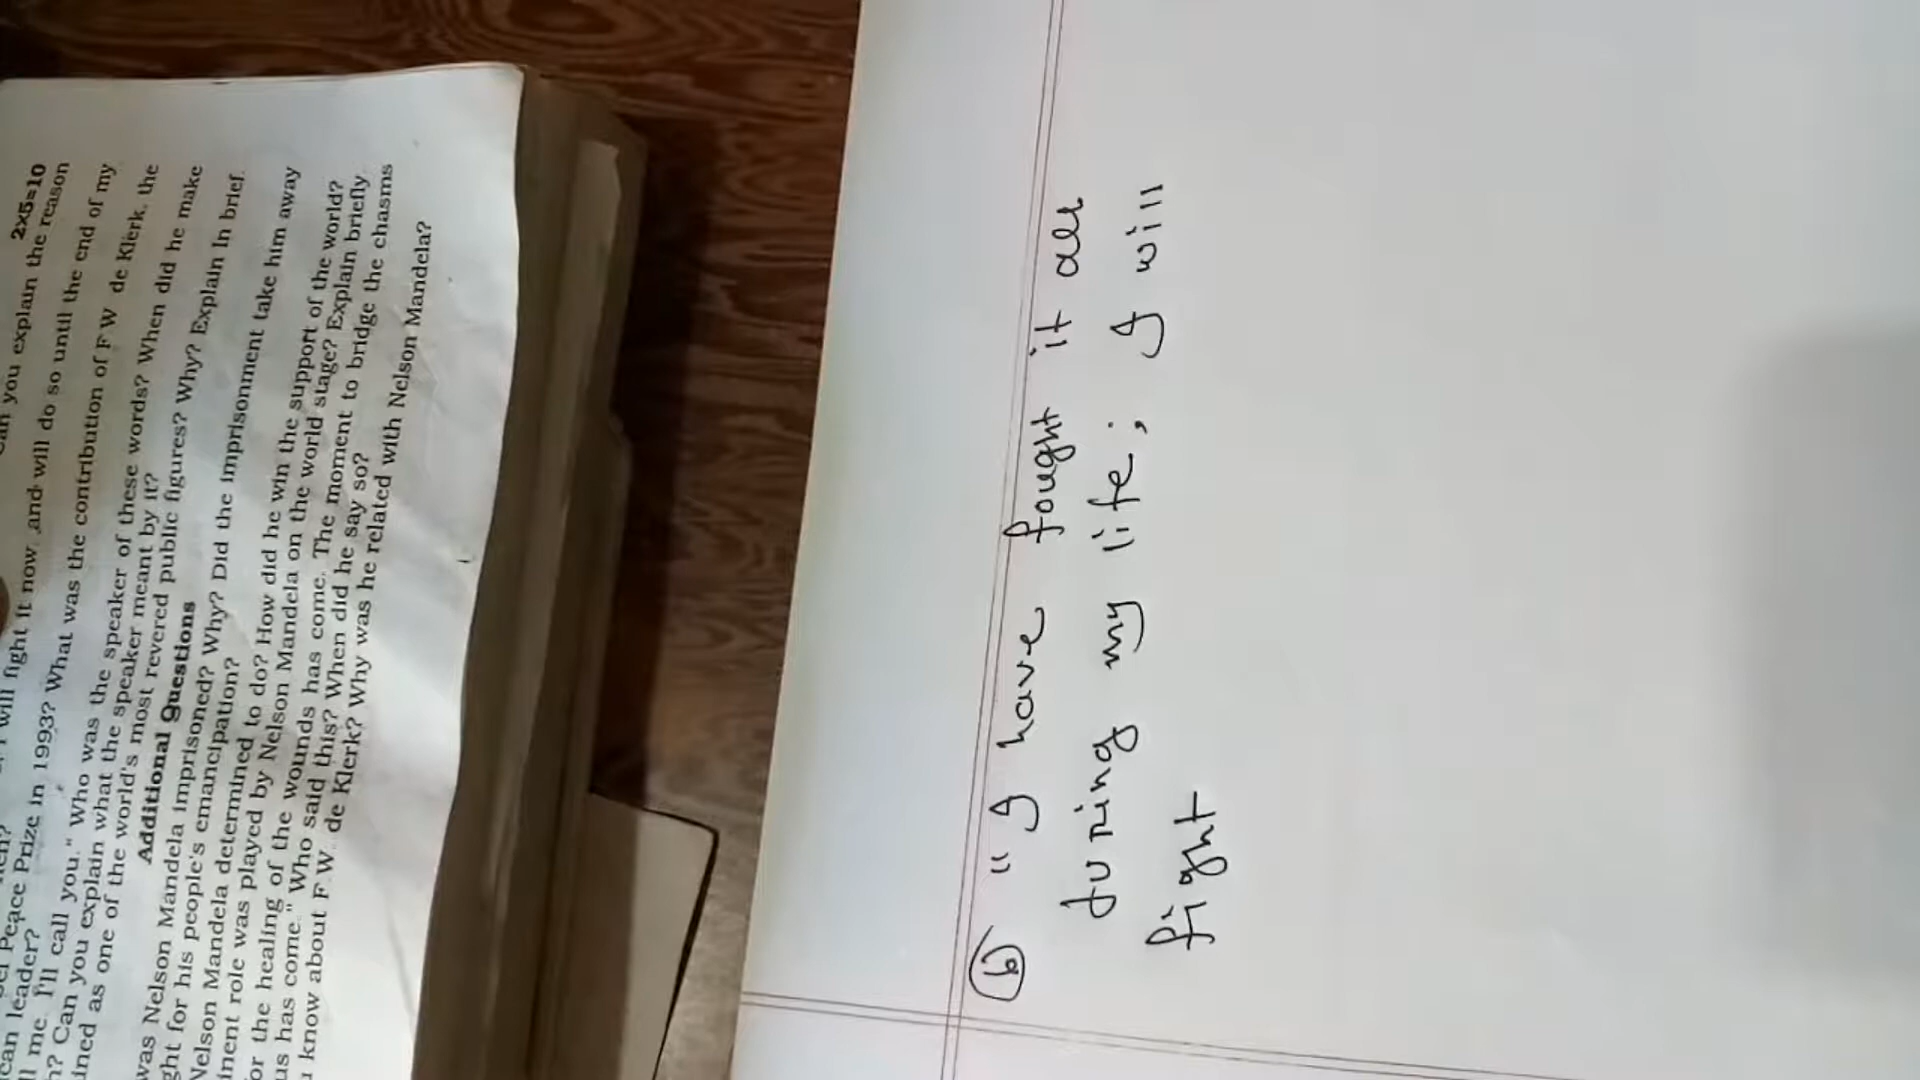 2x5=10
you explain the reason
will fight it now, and will do so until the end of my
Peace Prize in 1993? What was the contribution of F W de Klerk, the
leader?
ll me. I'll call you." Who was the speaker of these words? When did he make
? Can you explain what the speaker meant by it?
ined as one of the world's most revered public figures? Why? Explain In brief.
Additional Questions
was Nelson Mandela imprisoned? Why? Did the imprisonment take him away
ght for his people's emancipation?
Nelson Mandela determined to do? How did he win the support of the world?
inent role was played by Nelson Mandela on the world stage? Explain briefly.
or the healing of the wounds has come. The moment to bridge the chasms
us has come." Who said this? When did he say so?
u know about F.W. de Klerk? Why was he related with Nelson Mandela?
(b) "I have fought it all
during my life; I will
fight